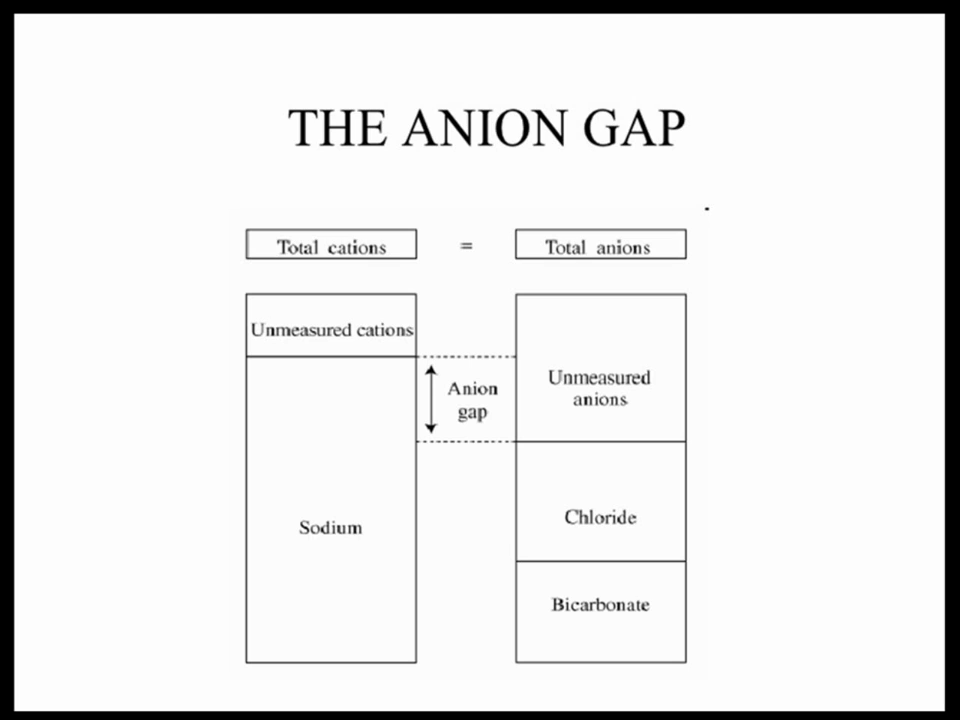 THE ANION GAP
Total cations = Total anions
Unmeasured cations
Anion
gap
Unmeasured
anions
Sodium
Chloride
Bicarbonate